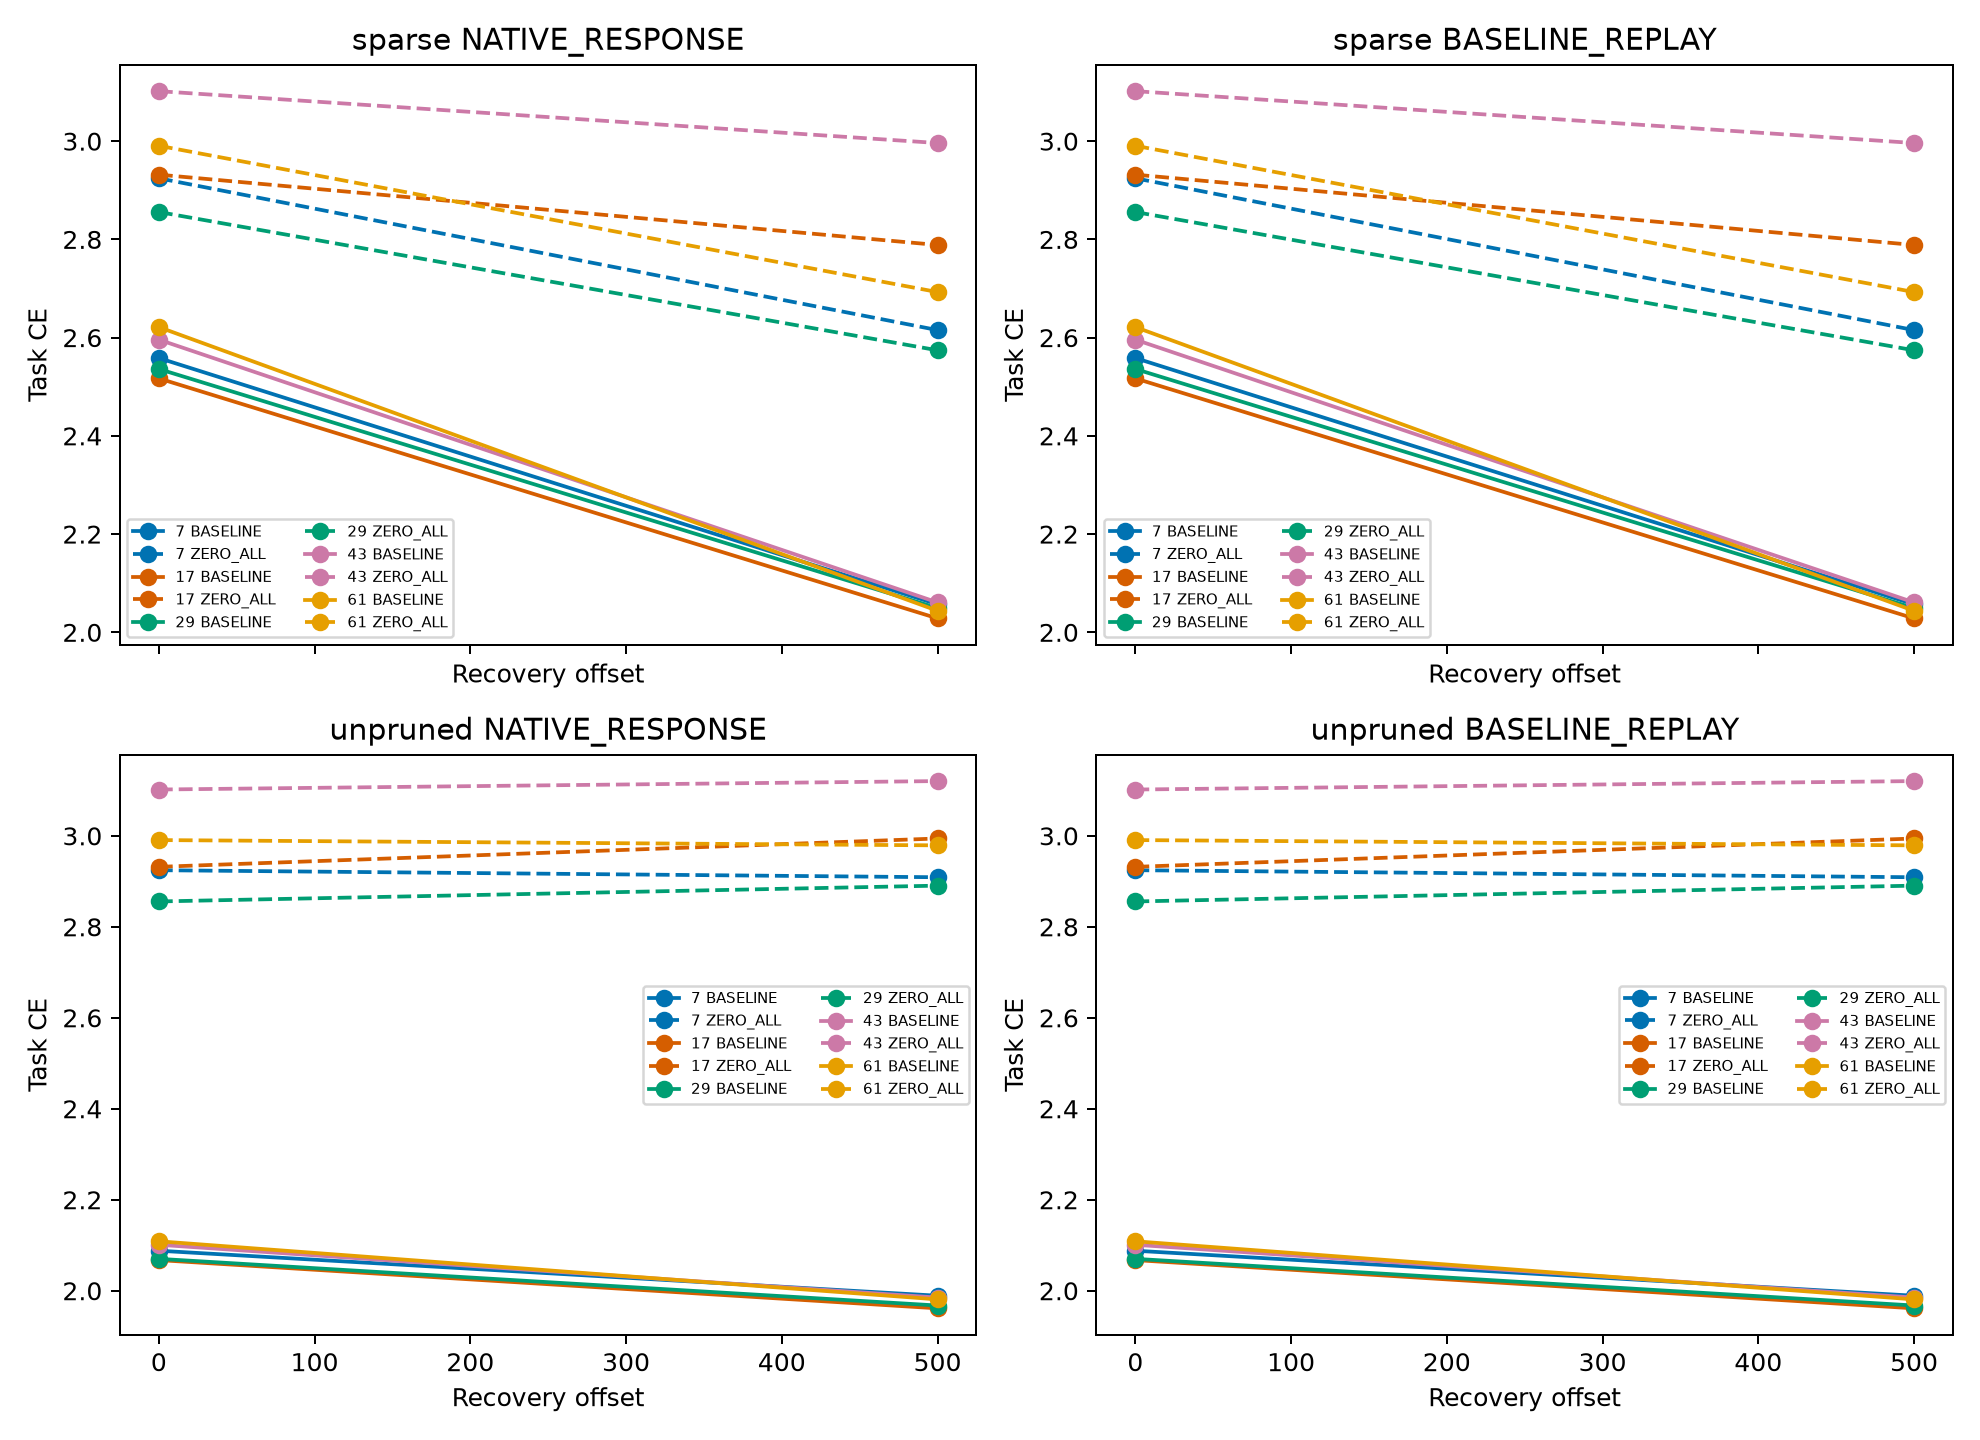 sparse NATIVE_RESPONSE
Task CE
3.0
2.8
2.6
2.4
2.2
2.0
7 BASELINE
7 ZERO_ALL
17 BASELINE
17 ZERO_ALL
29 BASELINE
29 ZERO_ALL
43 BASELINE
43 ZERO_ALL
61 BASELINE
61 ZERO_ALL
Recovery offset
sparse BASELINE_REPLAY
Task CE
3.0
2.8
2.6
2.4
2.2
2.0
7 BASELINE
7 ZERO_ALL
17 BASELINE
17 ZERO_ALL
29 BASELINE
29 ZERO_ALL
43 BASELINE
43 ZERO_ALL
61 BASELINE
61 ZERO_ALL
Recovery offset
unpruned NATIVE_RESPONSE
Task CE
3.0
2.8
2.6
2.4
2.2
2.0
7 BASELINE
7 ZERO_ALL
17 BASELINE
17 ZERO_ALL
29 BASELINE
29 ZERO_ALL
43 BASELINE
43 ZERO_ALL
61 BASELINE
61 ZERO_ALL
0 100 200 300 400 500
Recovery offset
unpruned BASELINE_REPLAY
Task CE
3.0
2.8
2.6
2.4
2.2
2.0
7 BASELINE
7 ZERO_ALL
17 BASELINE
17 ZERO_ALL
29 BASELINE
29 ZERO_ALL
43 BASELINE
43 ZERO_ALL
61 BASELINE
61 ZERO_ALL
0 100 200 300 400 500
Recovery offset